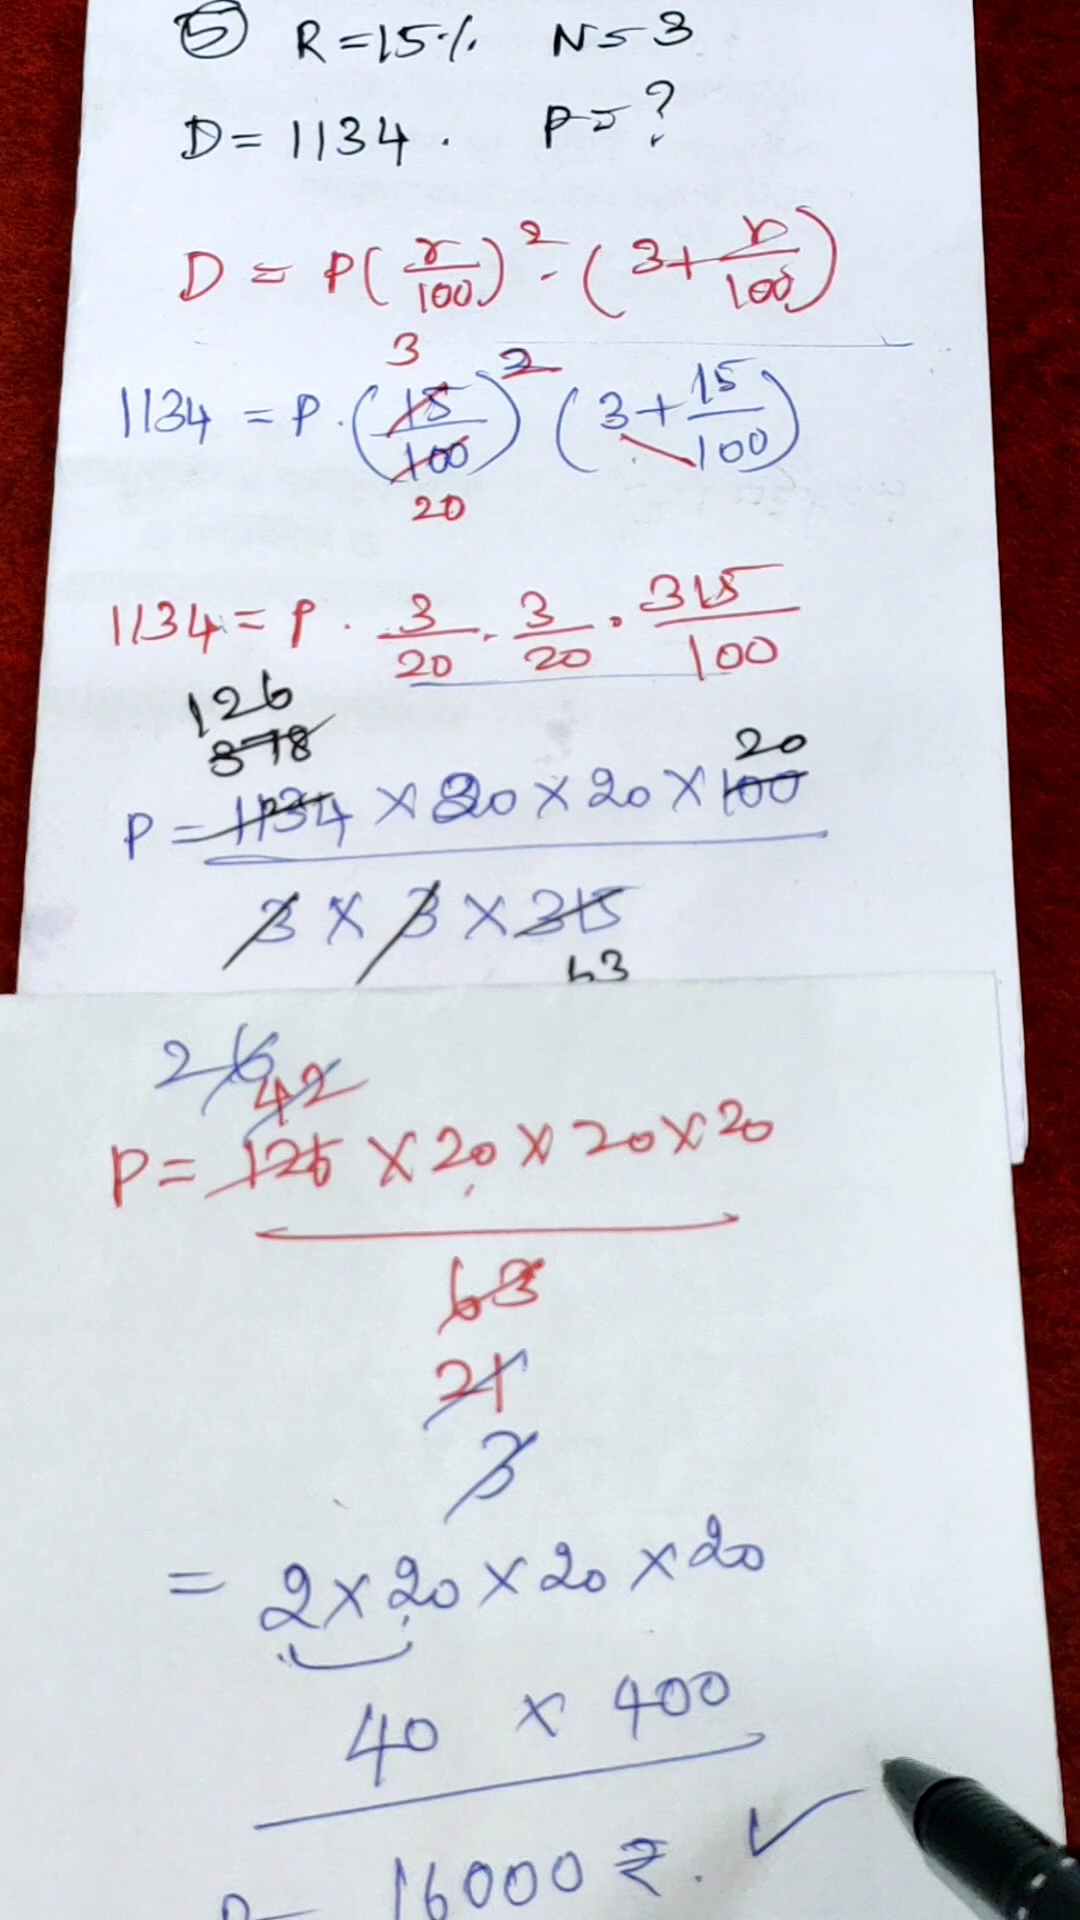 ⑤ R = 15% N = 3
D = 1134 . P = ?
D = P(r/100)² . (3 + r/100)
3
1134 = P . (15/100)² (3 + 15/100)
20
1134 = P . 3/20 . 3/20 . 315/100
126
378 20
P = 1134 × 20 × 20 × 100
3 × 3 × 315
63
2 6
42
P = 126 × 20 × 20 × 20
63
21
3
= 2 × 20 × 20 × 20
40 × 400
16000 ₹.